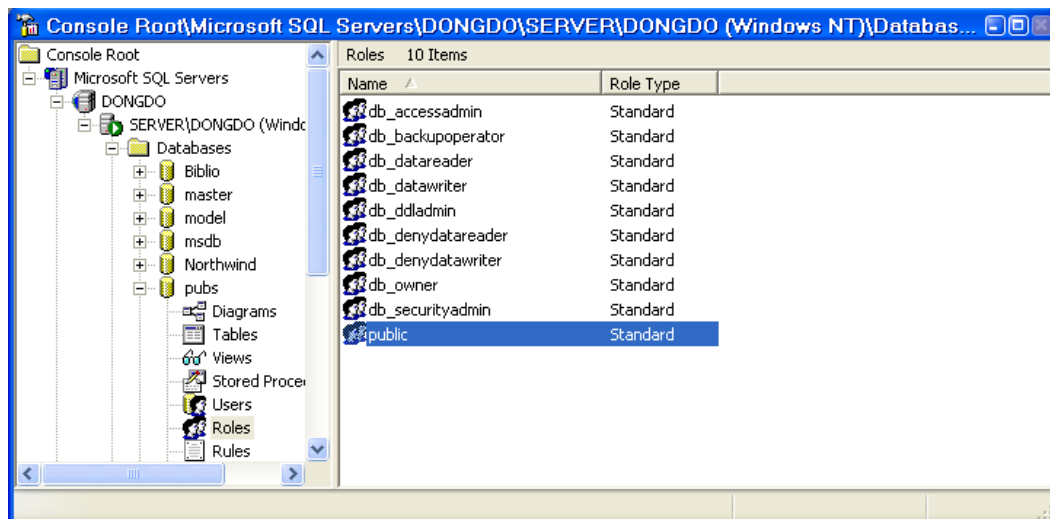 Console Root\Microsoft SQL Servers\DONGDO\SERVER\DONGDO (Windows NT)\Databas...
Console Root
Microsoft SQL Servers
DONGDO
SERVER\DONGDO (Windc
Databases
Biblio
master
model
msdb
Northwind
pubs
Diagrams
Tables
Views
Stored Proce
Users
Roles
Rules
Roles 10 Items
Name Role Type
db_accessadmin Standard
db_backupoperator Standard
db_datareader Standard
db_datawriter Standard
db_ddladmin Standard
db_denydatareader Standard
db_denydatawriter Standard
db_owner Standard
db_securityadmin Standard
public Standard